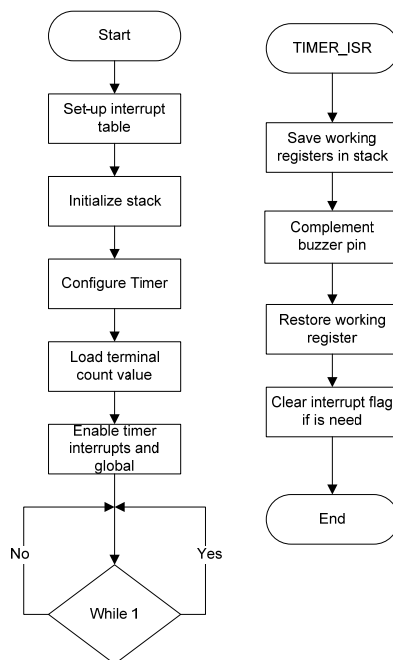 Start
Set-up interrupt
table
Initialize stack
Configure Timer
Load terminal
count value
Enable timer
interrupts and
global
No
Yes
While 1
TIMER_ISR
Save working
registers in stack
Complement
buzzer pin
Restore working
register
Clear interrupt flag
if is need
End